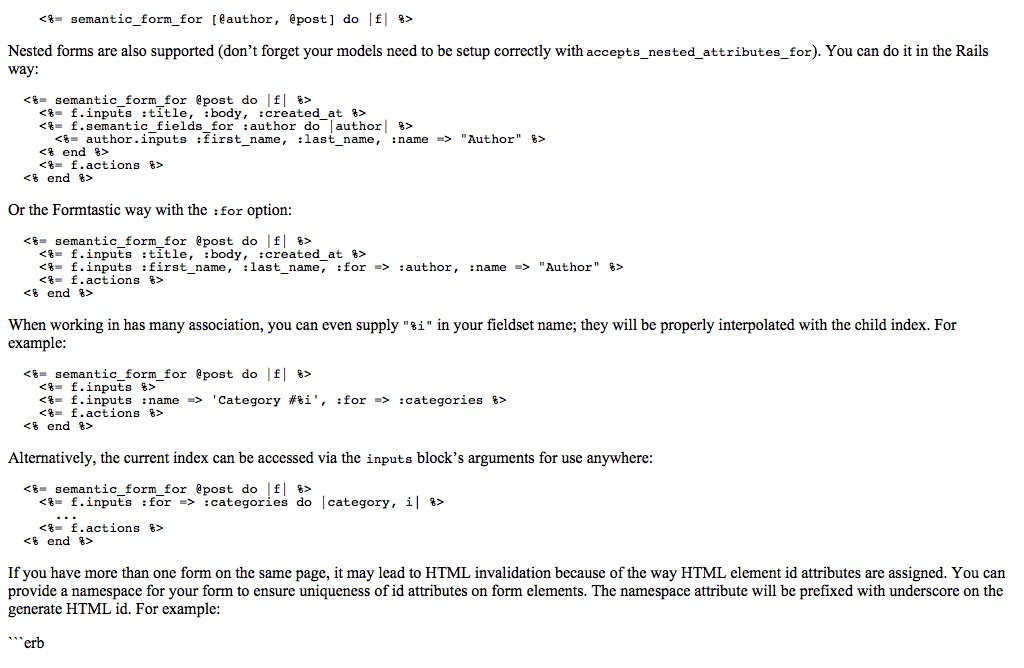 <%= semantic_form_for [@author, @post] do |f| %>
Nested forms are also supported (don’t forget your models need to be setup correctly with accepts_nested_attributes_for). You can do it in the Rails
way:
<%= semantic_form_for @post do |f| %>
<%= f.inputs :title, :body, :created_at %>
<%= f.semantic_fields_for :author do |author| %>
<%= author.inputs :first_name, :last_name, :name => "Author" %>
<% end %>
<%= f.actions %>
<% end %>
Or the Formtastic way with the :for option:
<%= semantic_form_for @post do |f| %>
<%= f.inputs :title, :body, :created_at %>
<%= f.inputs :first_name, :last_name, :for => :author, :name => "Author" %>
<%= f.actions %>
<% end %>
When working in has many association, you can even supply "%i" in your fieldset name; they will be properly interpolated with the child index. For
example:
<%= semantic_form_for @post do |f| %>
<%= f.inputs %>
<%= f.inputs :name => 'Category #%i', :for => :categories %>
<%= f.actions %>
<% end %>
Alternatively, the current index can be accessed via the inputs block’s arguments for use anywhere:
<%= semantic_form_for @post do |f| %>
<%= f.inputs :for => :categories do |category, i| %>
...
<%= f.actions %>
<% end %>
If you have more than one form on the same page, it may lead to HTML invalidation because of the way HTML element id attributes are assigned. You can
provide a namespace for your form to ensure uniqueness of id attributes on form elements. The namespace attribute will be prefixed with underscore on the
generate HTML id. For example:
```erb